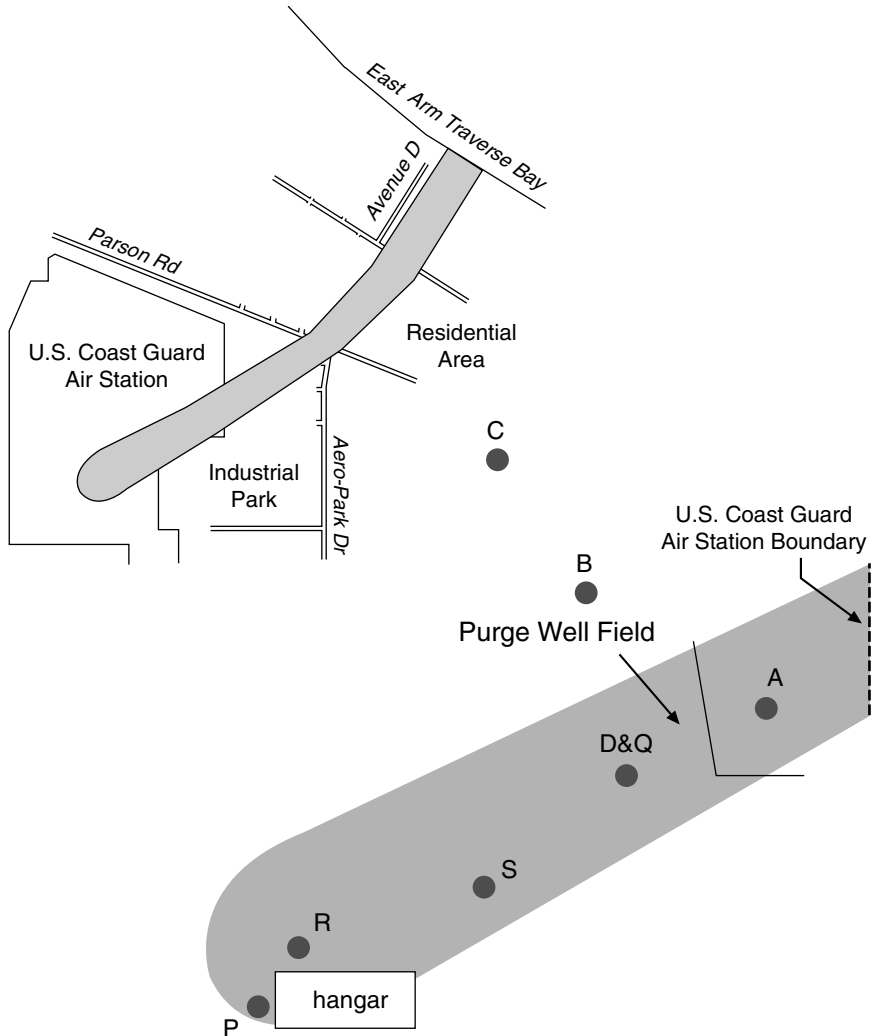 East Arm Traverse Bay
Avenue D
Parson Rd
U.S. Coast Guard
Air Station
Residential
Area
Industrial
Park
Aero-Park Dr
C
U.S. Coast Guard
Air Station Boundary
B
Purge Well Field
A
D&Q
S
R
hangar
P